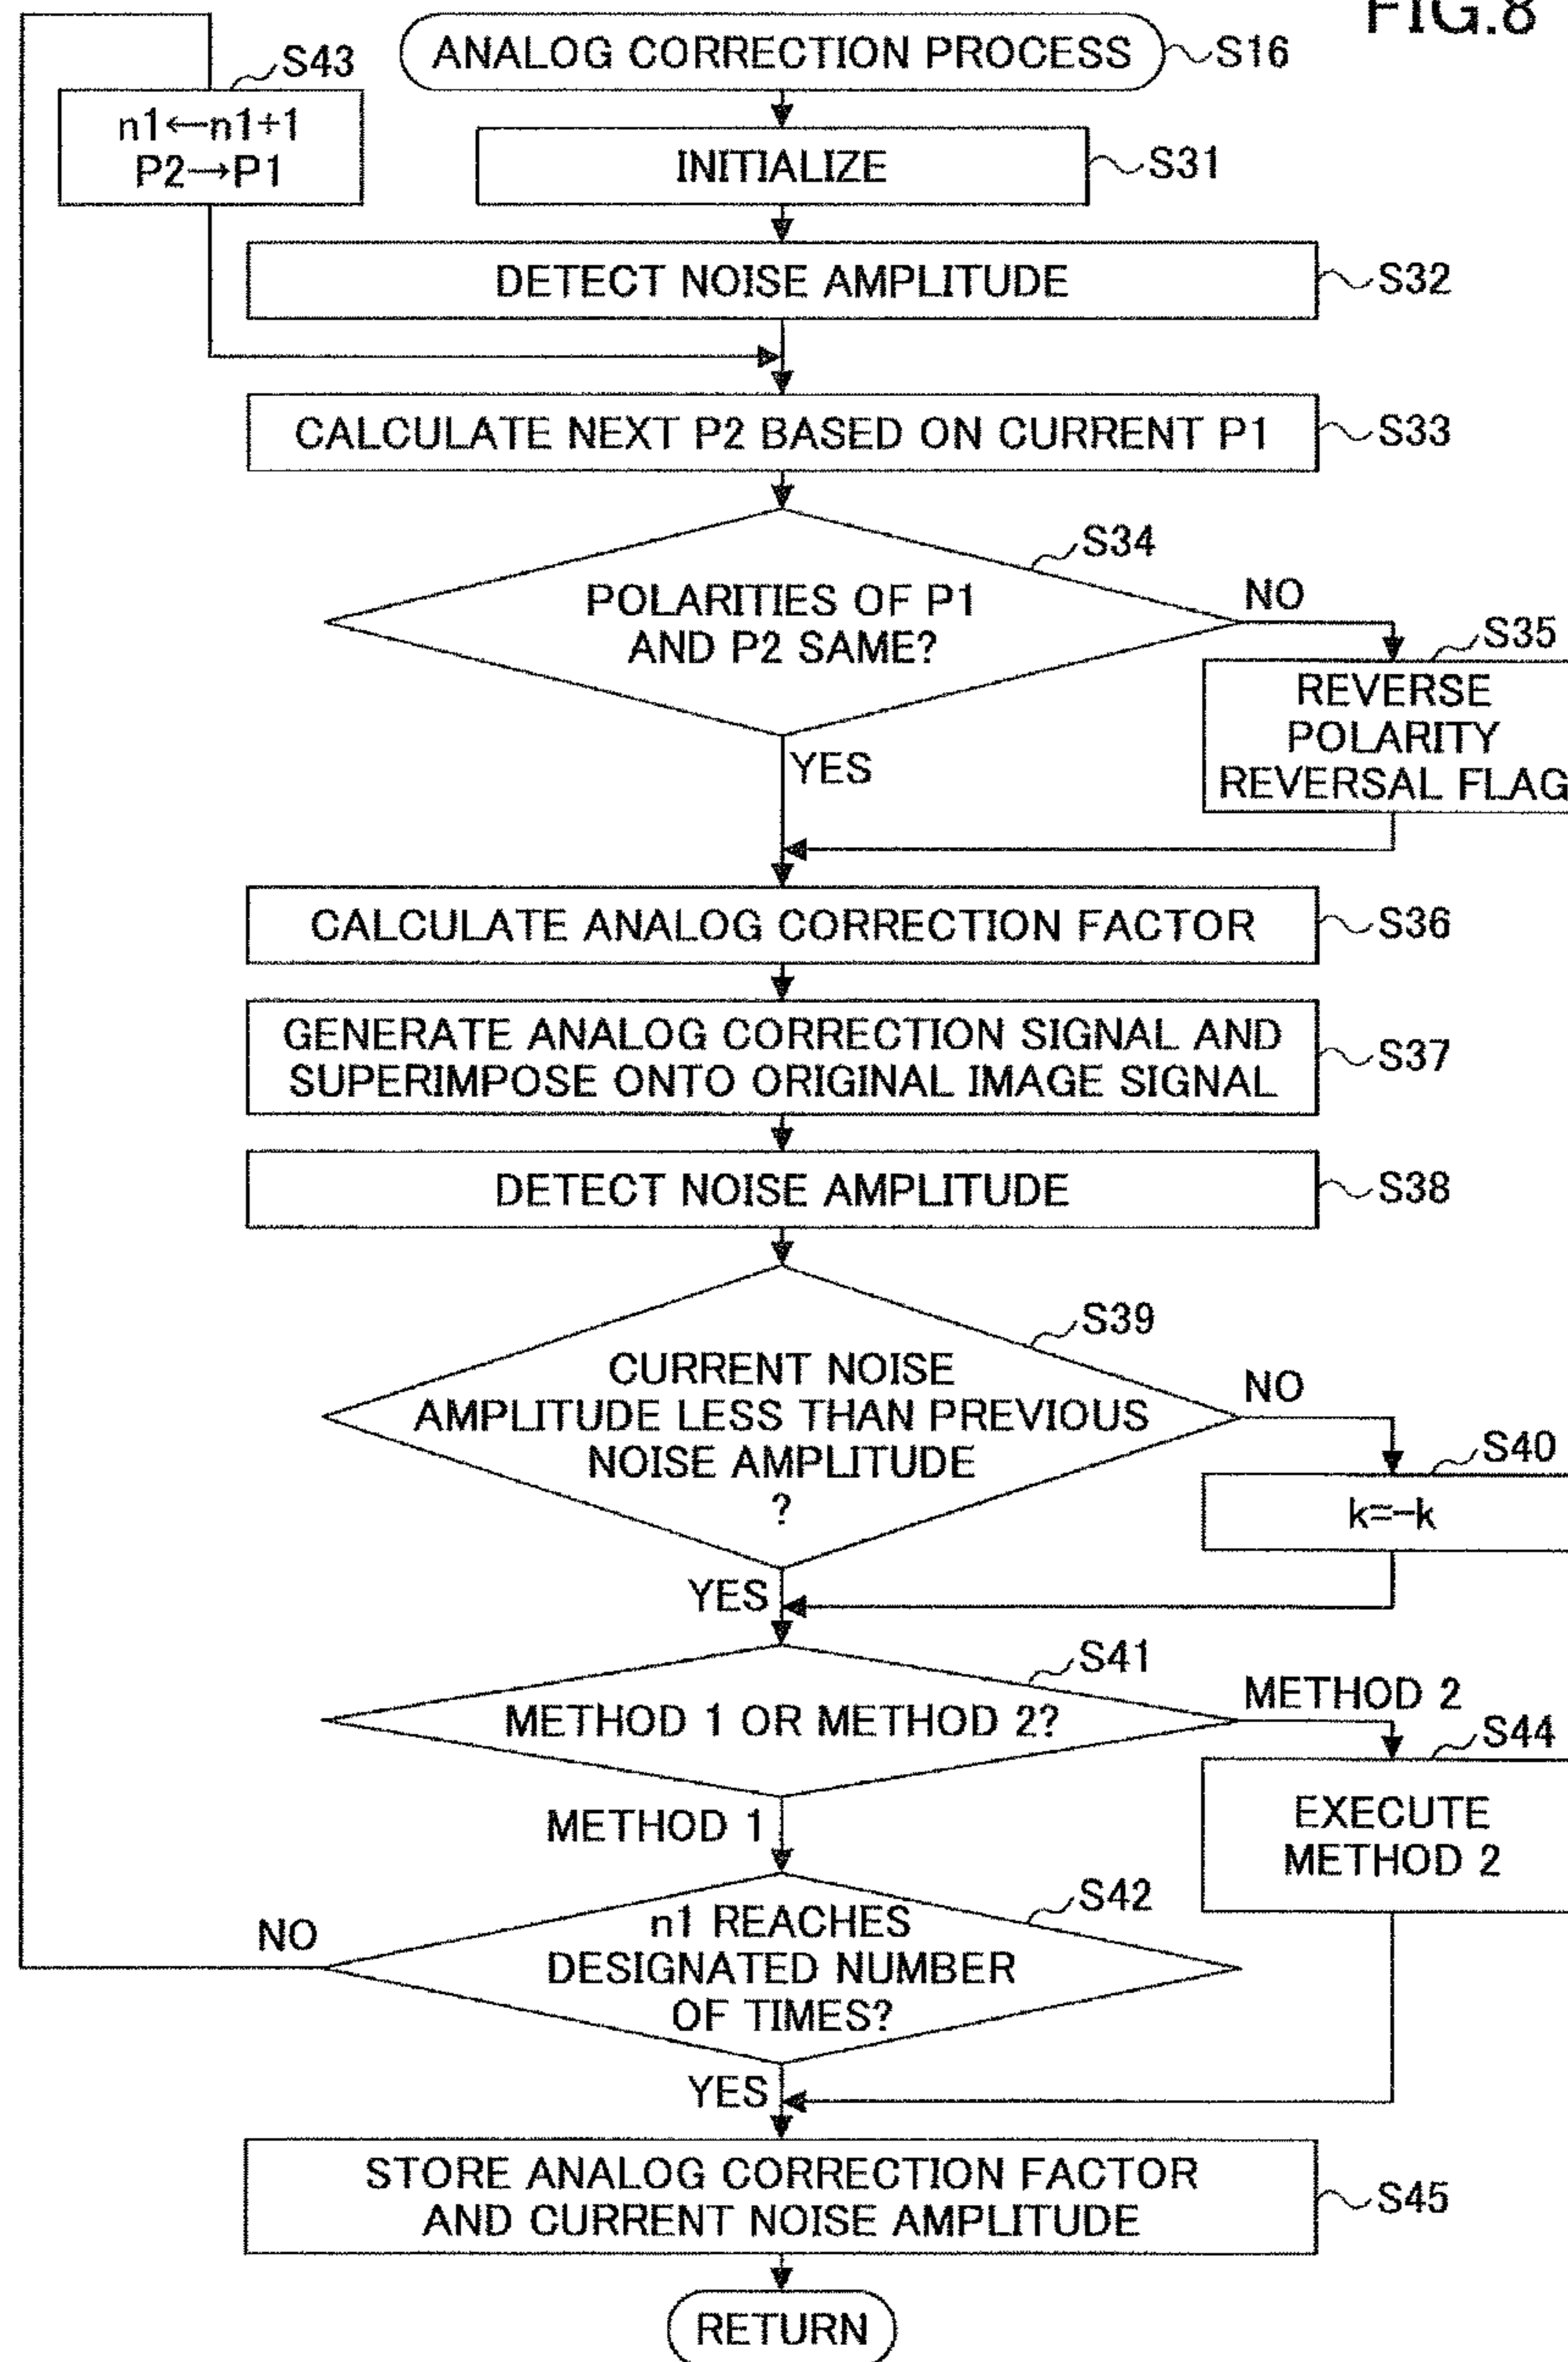 FIG.8
ANALOG CORRECTION PROCESS
S16
S43
n1←n1+1
P2→P1
INITIALIZE
S31
DETECT NOISE AMPLITUDE
S32
CALCULATE NEXT P2 BASED ON CURRENT P1
S33
S34
POLARITIES OF P1
AND P2 SAME?
NO
YES
S35
REVERSE
POLARITY
REVERSAL FLAG
CALCULATE ANALOG CORRECTION FACTOR
S36
GENERATE ANALOG CORRECTION SIGNAL AND
SUPERIMPOSE ONTO ORIGINAL IMAGE SIGNAL
S37
DETECT NOISE AMPLITUDE
S38
S39
CURRENT NOISE
AMPLITUDE LESS THAN PREVIOUS
NOISE AMPLITUDE
?
NO
YES
S40
k=-k
S41
METHOD 1 OR METHOD 2?
METHOD 2
METHOD 1
S44
EXECUTE
METHOD 2
S42
n1 REACHES
DESIGNATED NUMBER
OF TIMES?
NO
YES
STORE ANALOG CORRECTION FACTOR
AND CURRENT NOISE AMPLITUDE
S45
RETURN